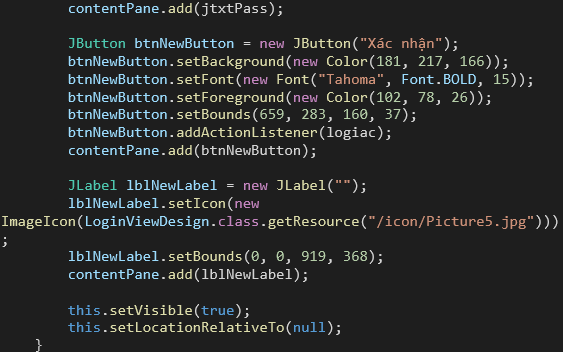 contentPane.add(jtxtPass);
JButton btnNewButton = new JButton("Xác nhận");
btnNewButton.setBackground(new Color(181, 217, 166));
btnNewButton.setFont(new Font("Tahoma", Font.BOLD, 15));
btnNewButton.setForeground(new Color(102, 78, 26));
btnNewButton.setBounds(659, 283, 160, 37);
btnNewButton.addActionListener(logiac);
contentPane.add(btnNewButton);
JLabel lblNewLabel = new JLabel("");
lblNewLabel.setIcon(new
ImageIcon(LoginViewDesign.class.getResource("/icon/Picture5.jpg")))
;
lblNewLabel.setBounds(0, 0, 919, 368);
contentPane.add(lblNewLabel);
this.setVisible(true);
this.setLocationRelativeTo(null);
}